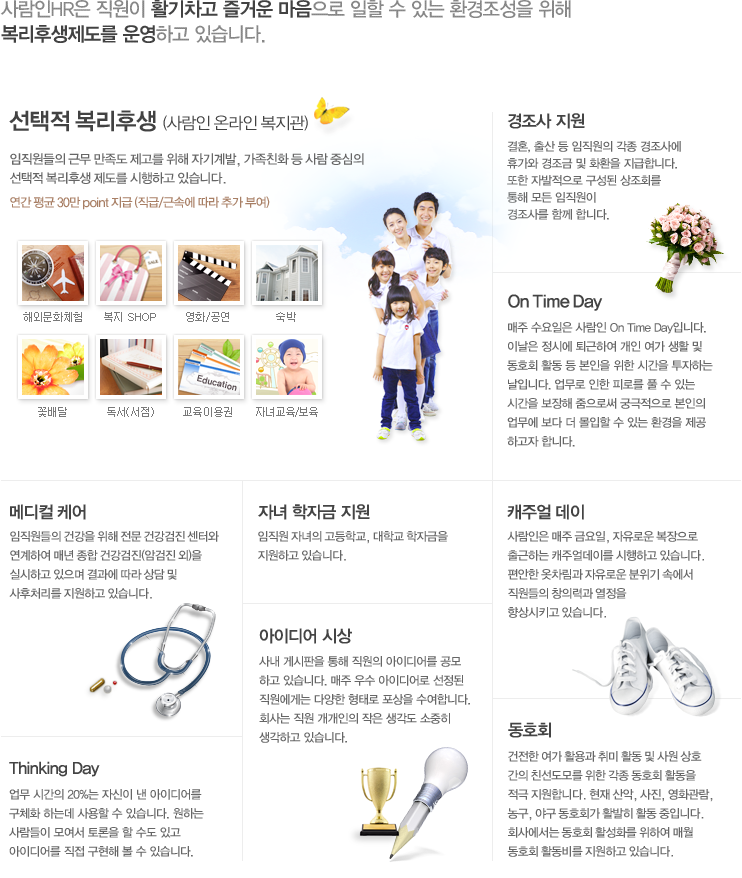 사람인HR은 직원이 활기차고 즐거운 마음으로 일할 수 있는 환경조성을 위해
복리후생제도를 운영하고 있습니다.
선택적 복리후생 (사람인 온라인 복지관)
임직원들의 근무 만족도 제고를 위해 자기계발, 가족친화 등 사람 중심의
선택적 복리후생 제도를 시행하고 있습니다.
연간 평균 30만 point 지급 (직급/근속에 따라 추가 부여)
SALE
해외문화체험
복지 SHOP
영화/공연
숙박
Education
꽃배달
독서(서점)
교육이용권
자녀교육/보육
경조사 지원
결혼, 출산 등 임직원의 각종 경조사에
휴가와 경조금 및 화환을 지급합니다.
또한 자발적으로 구성된 상조회를
통해 모든 임직원이
경조사를 함께 합니다.
On Time Day
매주 수요일은 사람인 On Time Day입니다.
이날은 정시에 퇴근하여 개인 여가 생활 및
동호회 활동 등 본인을 위한 시간을 투자하는
날입니다. 업무로 인한 피로를 풀 수 있는
시간을 보장해 줌으로써 궁극적으로 본인의
업무에 보다 더 몰입할 수 있는 환경을 제공
하고자 합니다.
메디컬 케어
임직원들의 건강을 위해 전문 건강검진 센터와
연계하여 매년 종합 건강검진(암검진 외)을
실시하고 있으며 결과에 따라 상담 및
사후처리를 지원하고 있습니다.
자녀 학자금 지원
임직원 자녀의 고등학교, 대학교 학자금을
지원하고 있습니다.
캐주얼 데이
사람인은 매주 금요일, 자유로운 복장으로
출근하는 캐주얼데이를 시행하고 있습니다.
편안한 옷차림과 자유로운 분위기 속에서
직원들의 창의력과 열정을
향상시키고 있습니다.
아이디어 시상
사내 게시판을 통해 직원의 아이디어를 공모
하고 있습니다. 매주 우수 아이디어로 선정된
직원에게는 다양한 형태로 포상을 수여합니다.
회사는 직원 개개인의 작은 생각도 소중히
생각하고 있습니다.
Thinking Day
업무 시간의 20%는 자신이 낸 아이디어를
구체화 하는데 사용할 수 있습니다. 원하는
사람들이 모여서 토론을 할 수도 있고
아이디어를 직접 구현해 볼 수 있습니다.
동호회
건전한 여가 활용과 취미 활동 및 사원 상호
간의 친선도모를 위한 각종 동호회 활동을
적극 지원합니다. 현재 산악, 사진, 영화관람,
농구, 야구 동호회가 활발히 활동 중입니다.
회사에서는 동호회 활성화를 위하여 매월
동호회 활동비를 지원하고 있습니다.